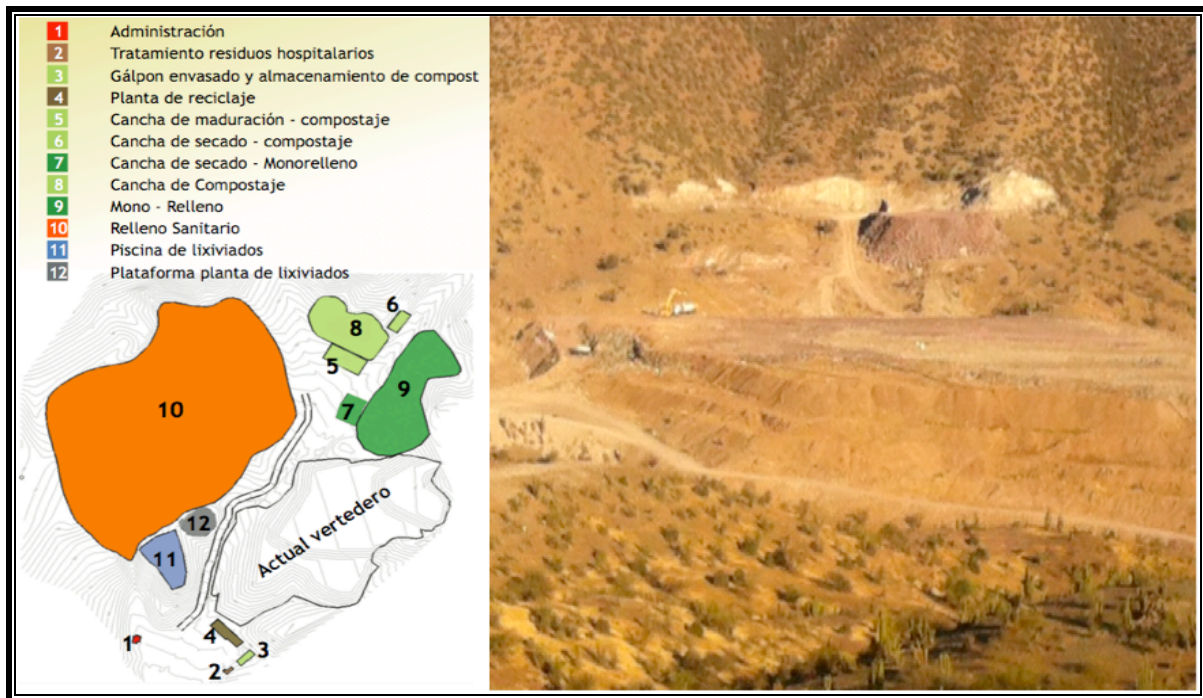 1 Administración
2 Tratamiento residuos hospitalarios
3 Gálpon envasado y almacenamiento de compost
4 Planta de reciclaje
5 Cancha de maduración - compostaje
6 Cancha de secado - compostaje
7 Cancha de secado - Monorelleno
8 Cancha de Compostaje
9 Mono - Relleno
10 Relleno Sanitario
11 Piscina de lixiviados
12 Plataforma planta de lixiviados
6
8
5
9
10
7
12
Actual vertedero
11
4
1
3
2